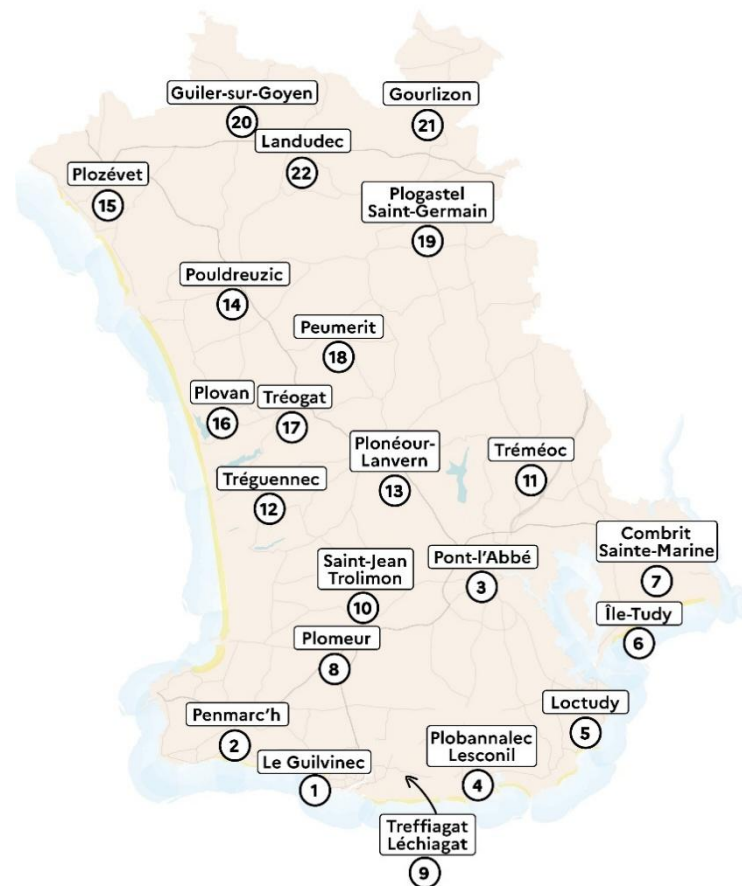 Guiler-sur-Goyen
20
Gourlizon
21
Landudec
22
Plozévet
15
Plogastel
Saint-Germain
19
Pouldreuzic
14
Peumerit
18
Plovan
16
Tréogat
17
Plonéour-
Lanvern
13
Tréméoc
11
Tréguennec
12
Combrit
Sainte-Marine
7
Saint-Jean
Trolimon
10
Pont-l'Abbé
3
Île-Tudy
6
Plomeur
8
Loctudy
5
Penmarc'h
2
Plobannalec
Lesconil
4
Le Guilvinec
1
Treffiagat
Léchiagat
9